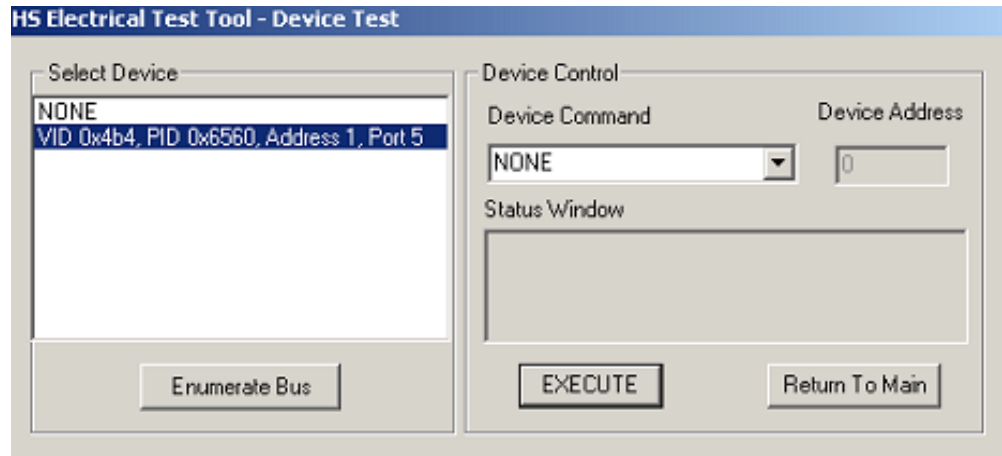 HS Electrical Test Tool - Device Test
Select Device
NONE
VID 0x4b4, PID 0x6560, Address 1, Port 5
Enumerate Bus
Device Control
Device Command
Device Address
NONE
0
Status Window
EXECUTE
Return To Main